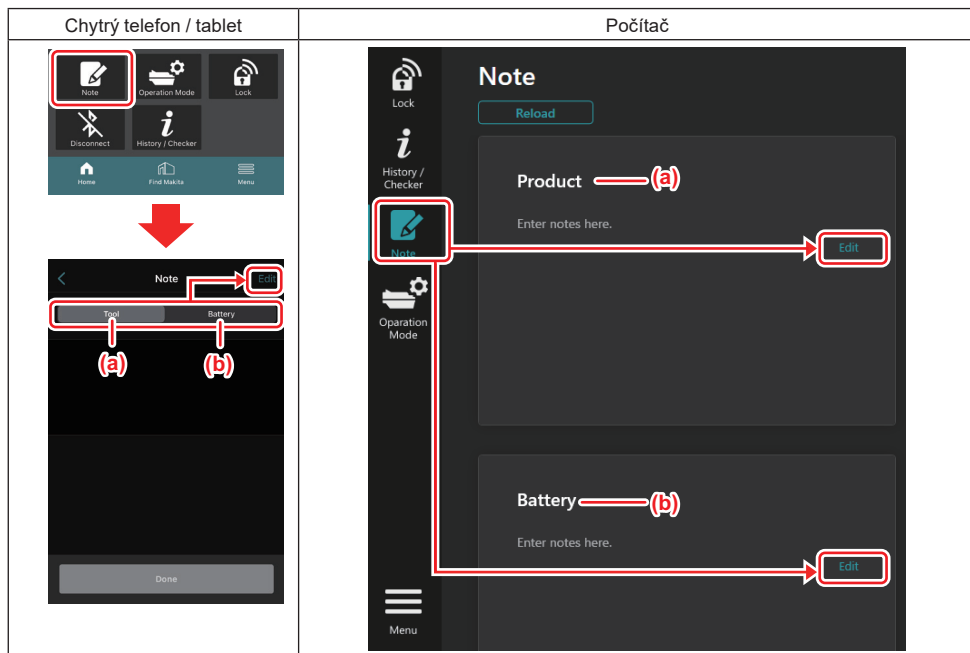 Chytrý telefon / tablet
Počítač
Note
Operation Mode
Lock
Disconnect
History / Checker
Home
Find Makita
Menu
Note
Edit
Tool
Battery
(a)
(b)
Done
Lock
History /
Checker
Note
Oparation
Mode
Menu
Note
Reload
Product
(a)
Enter notes here.
Edit
Battery
(b)
Enter notes here.
Edit